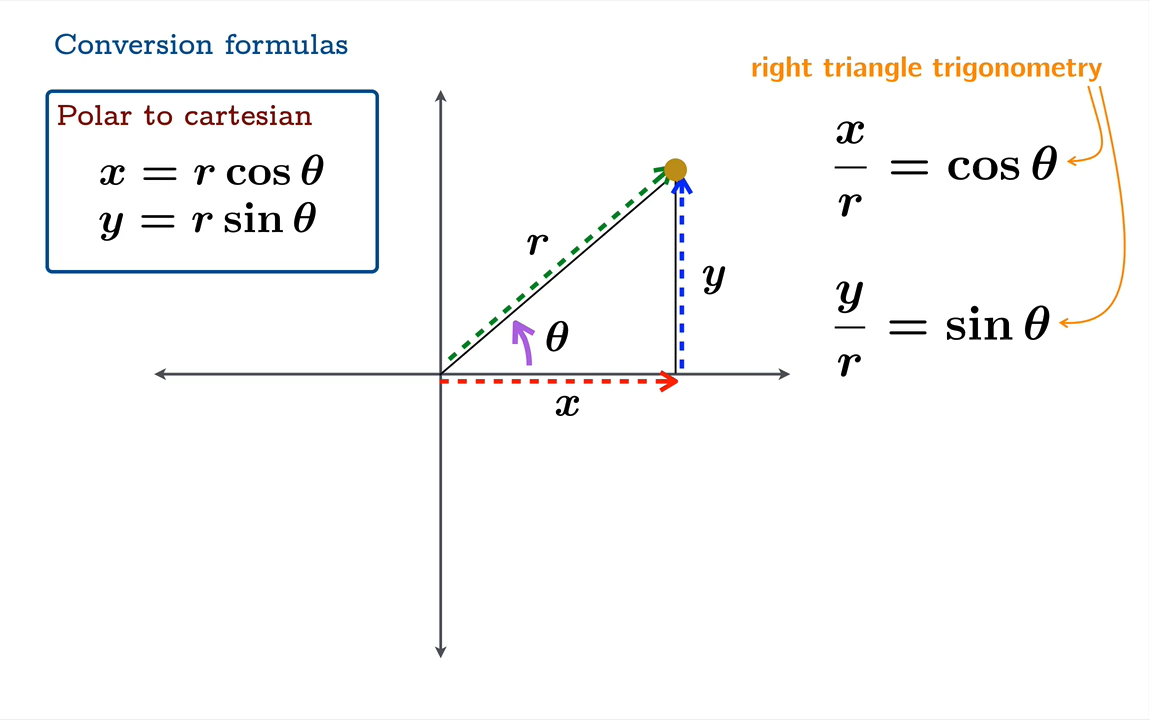 Conversion formulas
Polar to cartesian
x = r cos θ
y = r sin θ
r
θ
y
x
right triangle trigonometry
x/r = cos θ
y/r = sin θ